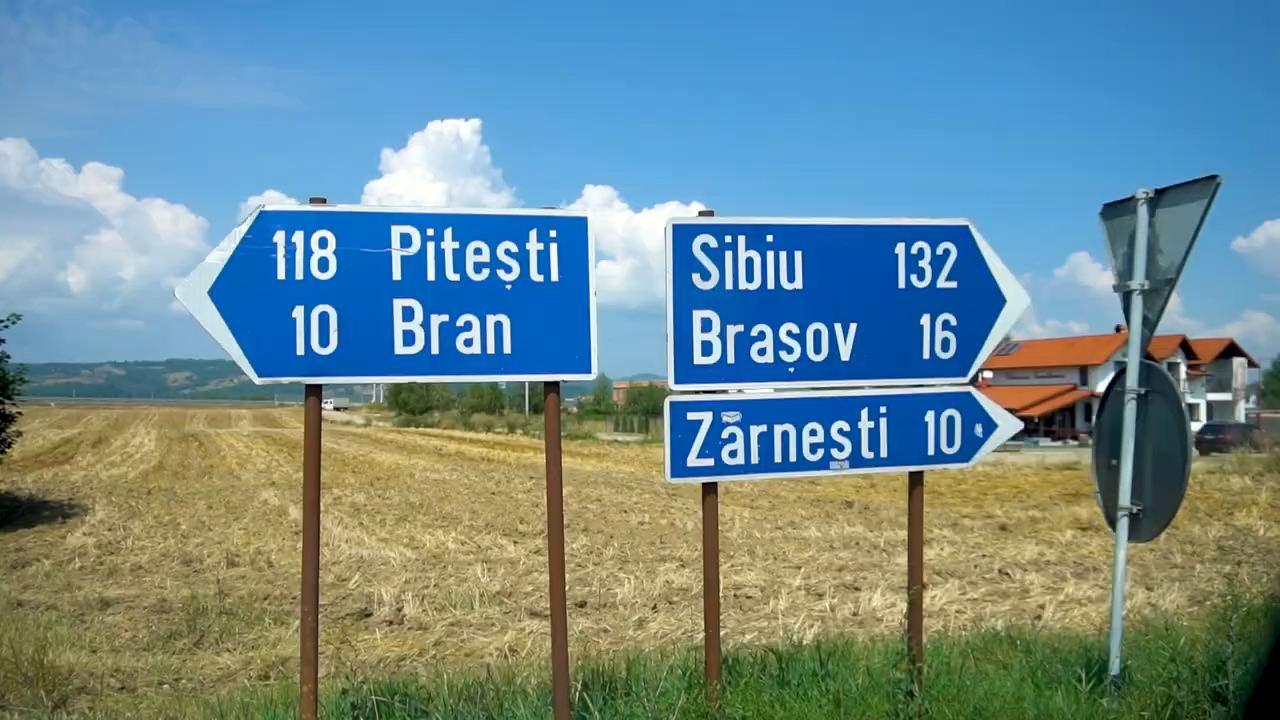 118 Pitești
10 Bran
Sibiu 132
Brașov 16
Zărnesti 10